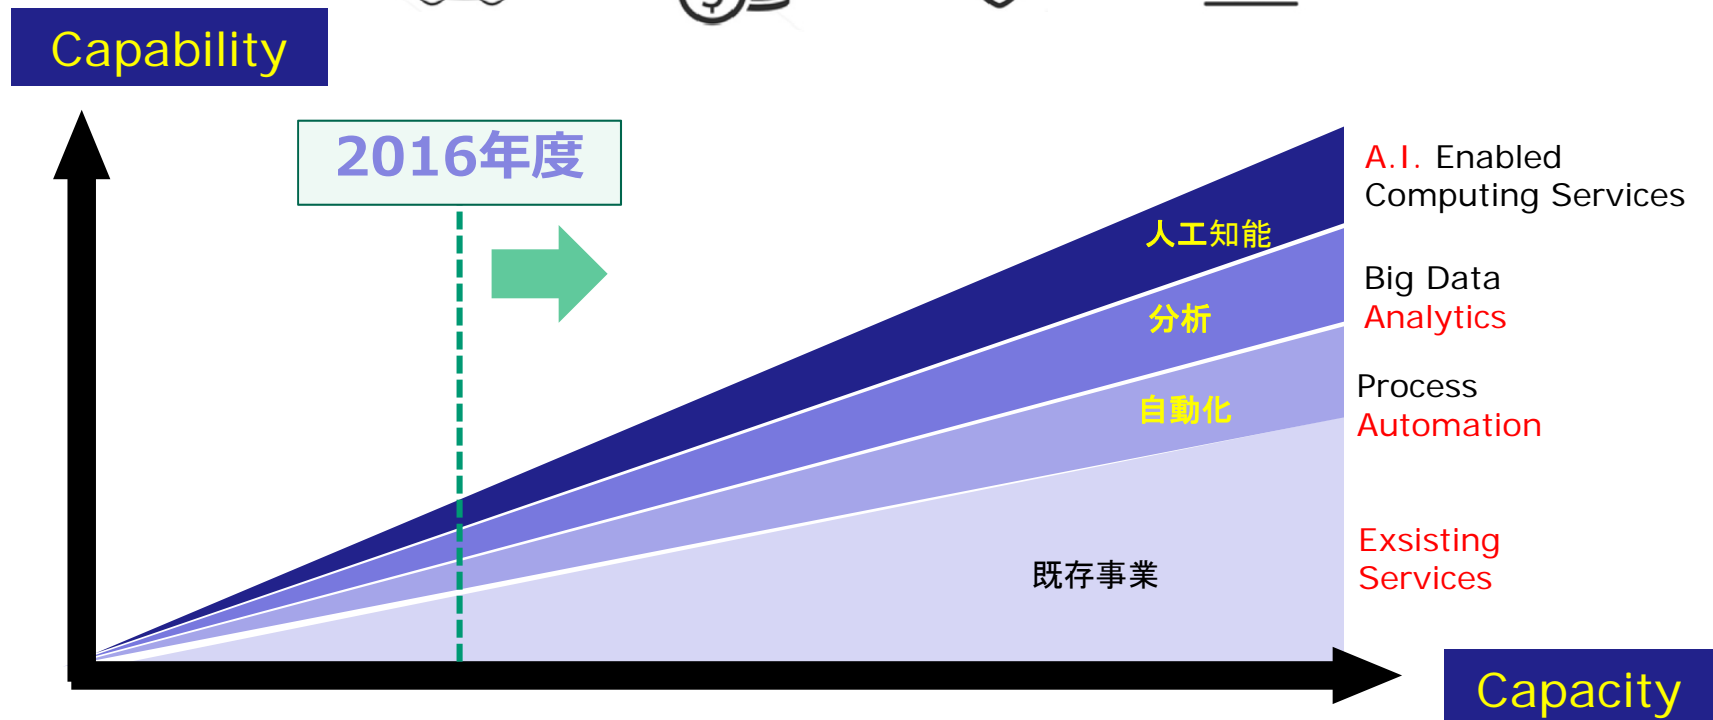 Capability
2016年度
A.I. Enabled
Computing Services
人工知能
Big Data
Analytics
分析
Process
Automation
自動化
Exsisting
Services
既存事業
Capacity